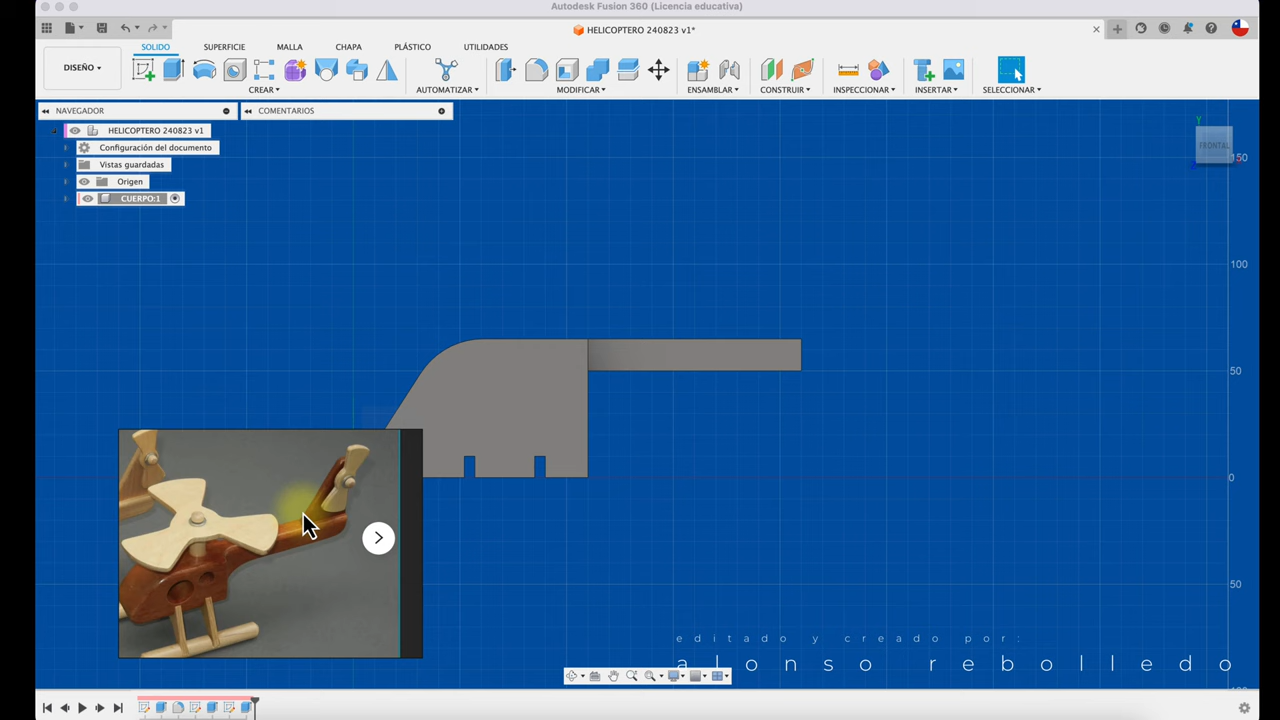 Autodesk Fusion 360 (Licencia educativa)
HELICOPTERO 240823 v1*
SOLIDO SUPERFICIE MALLA CHAPA PLÁSTICO UTILIDADES
DISEÑO
CREAR AUTOMATIZAR MODIFICAR ENSAMBLAR CONSTRUIR INSPECCIONAR INSERTAR SELECCIONAR
NAVEGADOR COMENTARIOS
HELICOPTERO 240823 v1
Configuración del documento
Vistas guardadas
Origen
CUERPO:1
Y
FRONTAL
150
100
50
0
50
editado y creado por:
alonso rebolledo